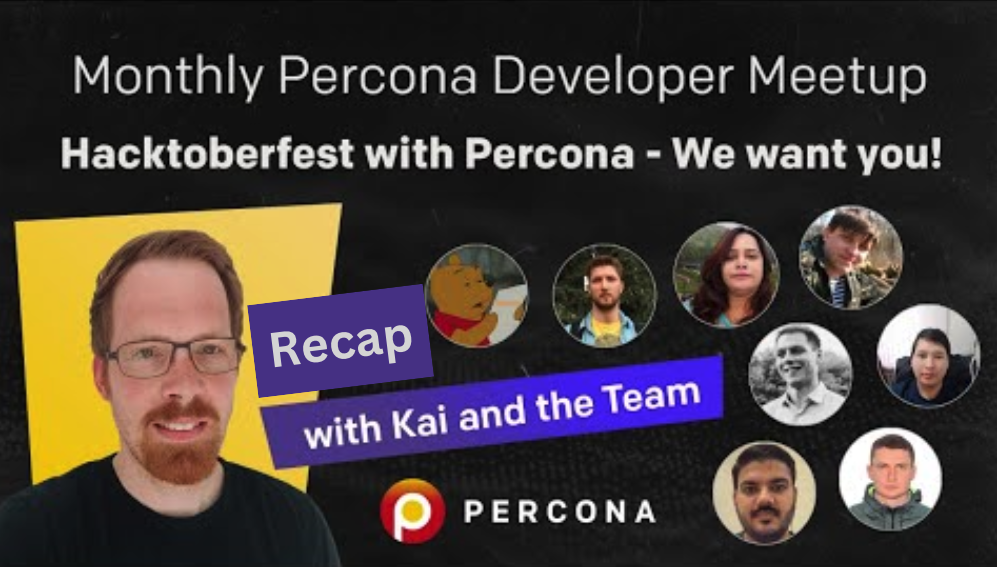 Monthly Percona Developer Meetup
Hacktoberfest with Percona - We want you!
Recap
with Kai and the Team
PERCONA